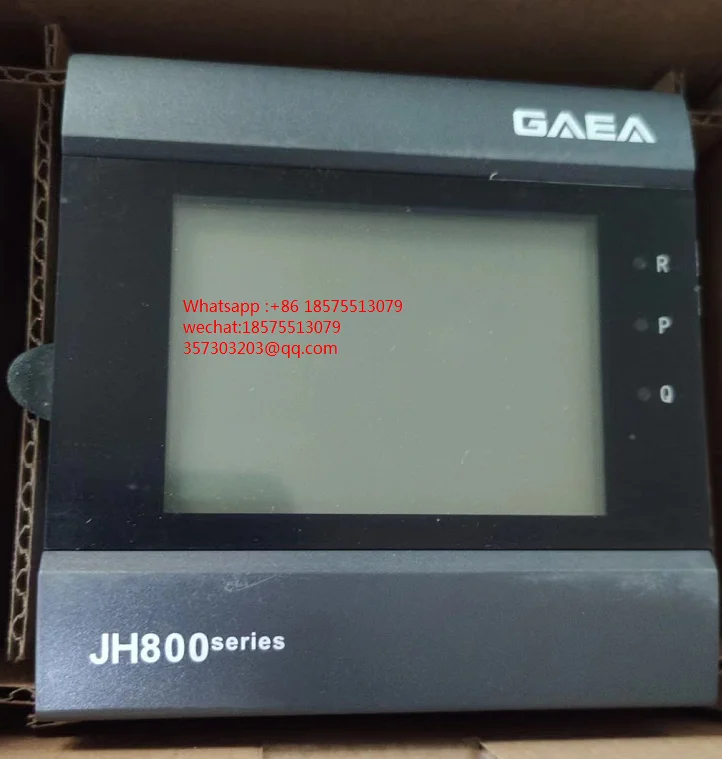 GAEA
R
Whatsapp :+86 18575513079
P
wechat:18575513079
357303203@qq.com
Q
JH800series